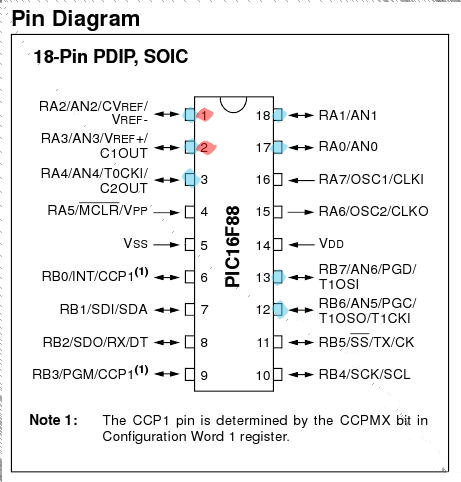 Pin Diagram
18-Pin PDIP, SOIC
RA2/AN2/CVREF/
VREF-
1
18
RA1/AN1
RA3/AN3/VREF+/
C1OUT
2
17
RA0/AN0
RA4/AN4/T0CKI/
C2OUT
3
16
RA7/OSC1/CLKI
RA5/MCLR/VPP
4
15
RA6/OSC2/CLKO
VSS
5
14
VDD
RB0/INT/CCP1(1)
6
13
RB7/AN6/PGD/
T1OSI
RB1/SDI/SDA
7
12
RB6/AN5/PGC/
T1OSO/T1CKI
RB2/SDO/RX/DT
8
11
RB5/SS/TX/CK
RB3/PGM/CCP1(1)
9
10
RB4/SCK/SCL
PIC16F88
Note 1: The CCP1 pin is determined by the CCPMX bit in
Configuration Word 1 register.